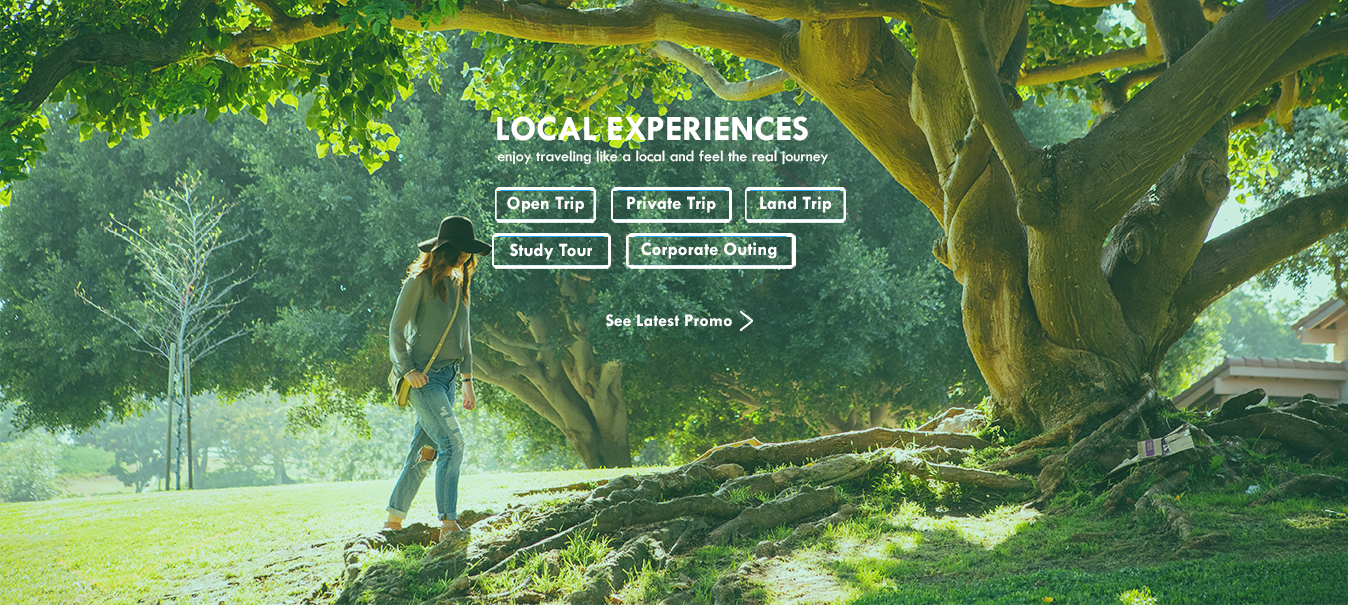 LOCAL EXPERIENCES
enjoy traveling like a local and feel the real journey
Open Trip Private Trip Land Trip
Study Tour Corporate Outing
See Latest Promo